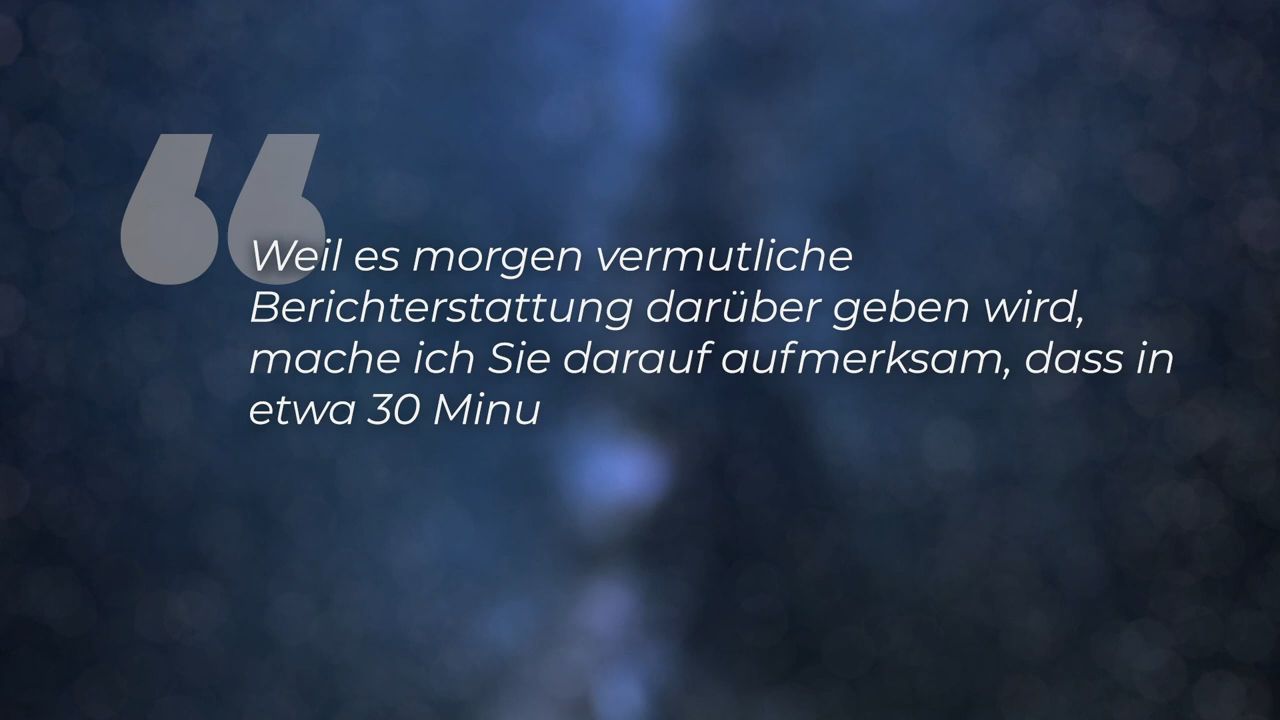 Weil es morgen vermutliche
Berichterstattung darüber geben wird,
mache ich Sie darauf aufmerksam, dass in
etwa 30 Minu